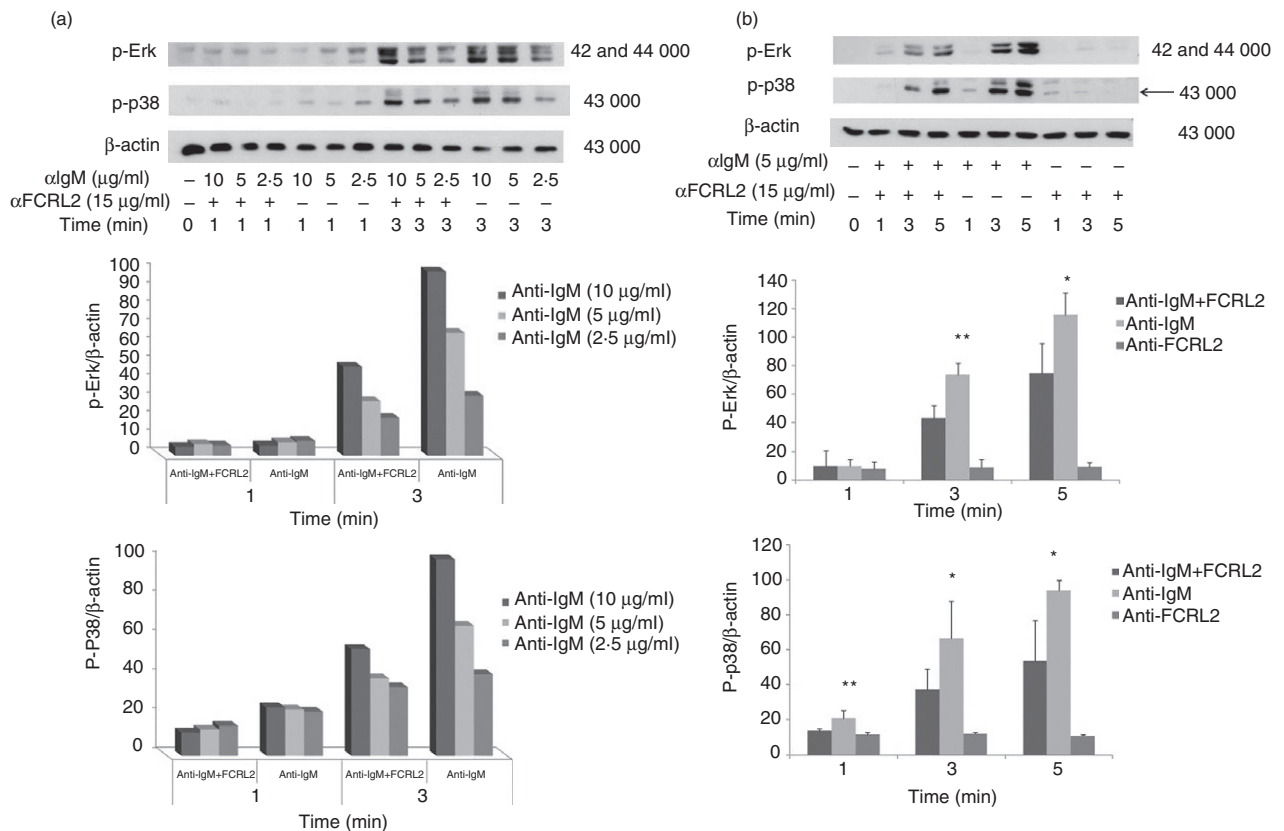 (a)
p-Erk 42 and 44 000
p-p38 43 000
β-actin 43 000
αIgM (μg/ml) – 10 5 2·5 10 5 2·5 10 5 2·5 10 5 2·5
αFCRL2 (15 μg/ml) – + + + – – – + + + – – –
Time (min) 0 1 1 1 1 1 1 3 3 3 3 3 3
p-Erk/β-actin
100
90
80
70
60
50
40
30
20
10
0
Anti-IgM (10 μg/ml)
Anti-IgM (5 μg/ml)
Anti-IgM (2·5 μg/ml)
Anti-IgM+FCRL2 Anti-IgM Anti-IgM+FCRL2 Anti-IgM
1 3
Time (min)
P-P38/β-actin
100
80
60
40
20
0
Anti-IgM (10 μg/ml)
Anti-IgM (5 μg/ml)
Anti-IgM (2·5 μg/ml)
Anti-IgM+FCRL2 Anti-IgM Anti-IgM+FCRL2 Anti-IgM
1 3
Time (min)
(b)
p-Erk 42 and 44 000
p-p38 43 000
β-actin 43 000
αIgM (5 μg/ml) – + + + + + + – – –
αFCRL2 (15 μg/ml) – + + + – – – + + +
Time (min) 0 1 3 5 1 3 5 1 3 5
P-Erk/β-actin
140
120
100
80
60
40
20
0
** *
Anti-IgM+FCRL2
Anti-IgM
Anti-FCRL2
1 3 5
Time (min)
P-p38/β-actin
120
100
80
60
40
20
0
** * *
Anti-IgM+FCRL2
Anti-IgM
Anti-FCRL2
1 3 5
Time (min)